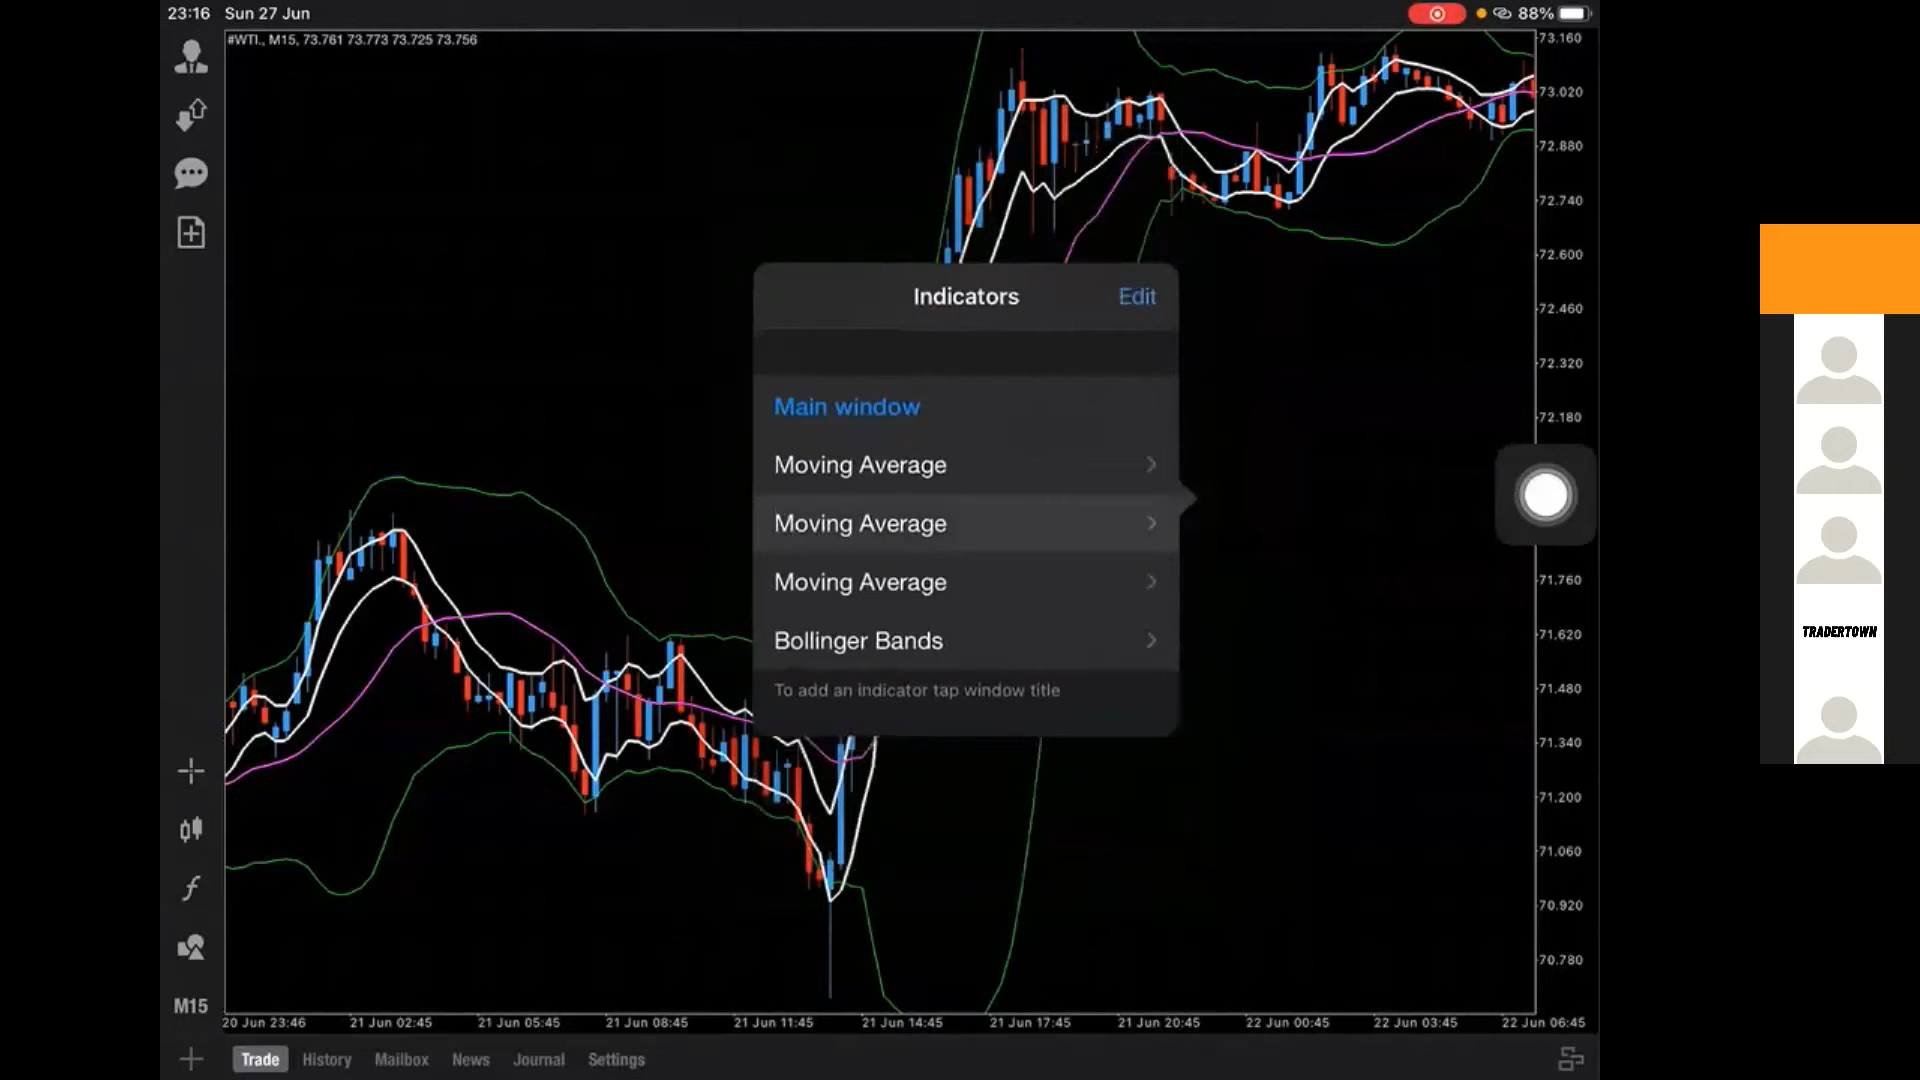 23:16 Sun 27 Jun
88%
#WTI., M15, 73.761 73.773 73.725 73.756
73.160
73.020
72.880
72.740
72.600
72.460
72.320
72.180
71.760
71.620
71.480
71.340
71.200
71.060
70.920
70.780
Indicators
Edit
Main window
Moving Average
Moving Average
Moving Average
Bollinger Bands
To add an indicator tap window title
TRADERTOWN
M15
20 Jun 23:46 21 Jun 02:45 21 Jun 05:45 21 Jun 08:45 21 Jun 11:45 21 Jun 14:45 21 Jun 17:45 21 Jun 20:45 22 Jun 00:45 22 Jun 03:45 22 Jun 06:45
Trade History Mailbox News Journal Settings